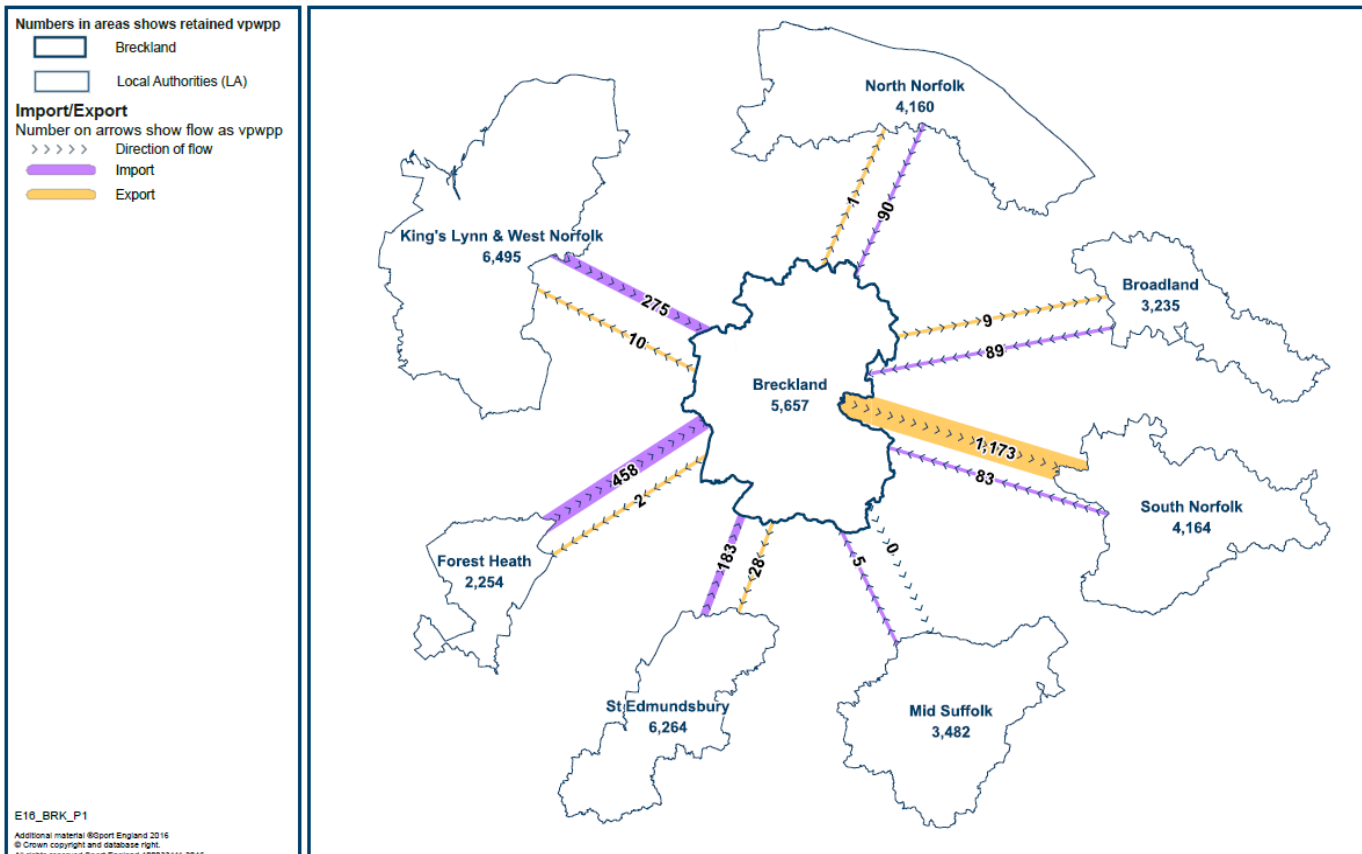 Numbers in areas shows retained vpwpp
Breckland
Local Authorities (LA)
Import/Export
Number on arrows show flow as vpwpp
Direction of flow
Import
Export
E16_BRK_P1
Additional material ©Sport England 2016
© Crown copyright and database right.
North Norfolk
4,160
1
90
King's Lynn & West Norfolk
6,495
275
10
Broadland
3,235
9
89
Breckland
5,657
1,173
83
South Norfolk
4,164
458
2
Forest Heath
2,254
183
28
5
0
St Edmundsbury
6,264
Mid Suffolk
3,482